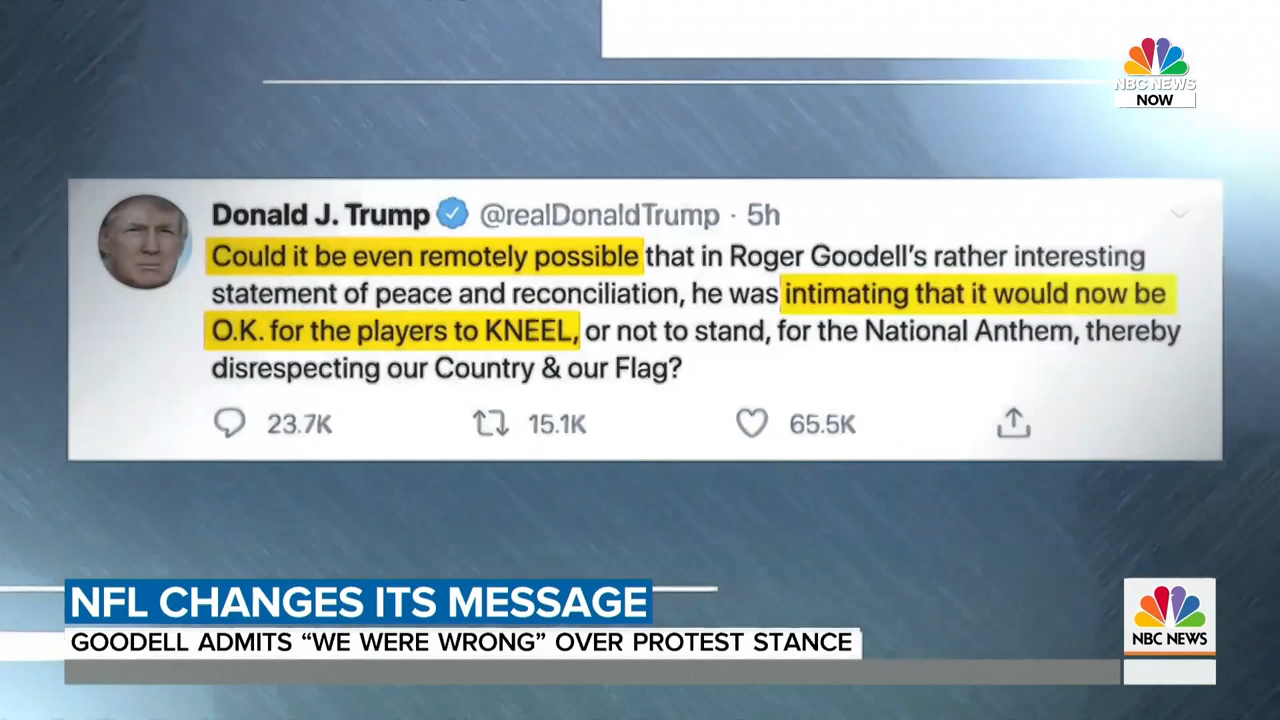 NBC NEWS
NOW
Donald J. Trump @realDonaldTrump · 5h
Could it be even remotely possible that in Roger Goodell's rather interesting
statement of peace and reconciliation, he was intimating that it would now be
O.K. for the players to KNEEL, or not to stand, for the National Anthem, thereby
disrespecting our Country & our Flag?
23.7K 15.1K 65.5K
NFL CHANGES ITS MESSAGE
GOODELL ADMITS “WE WERE WRONG” OVER PROTEST STANCE
NBC NEWS